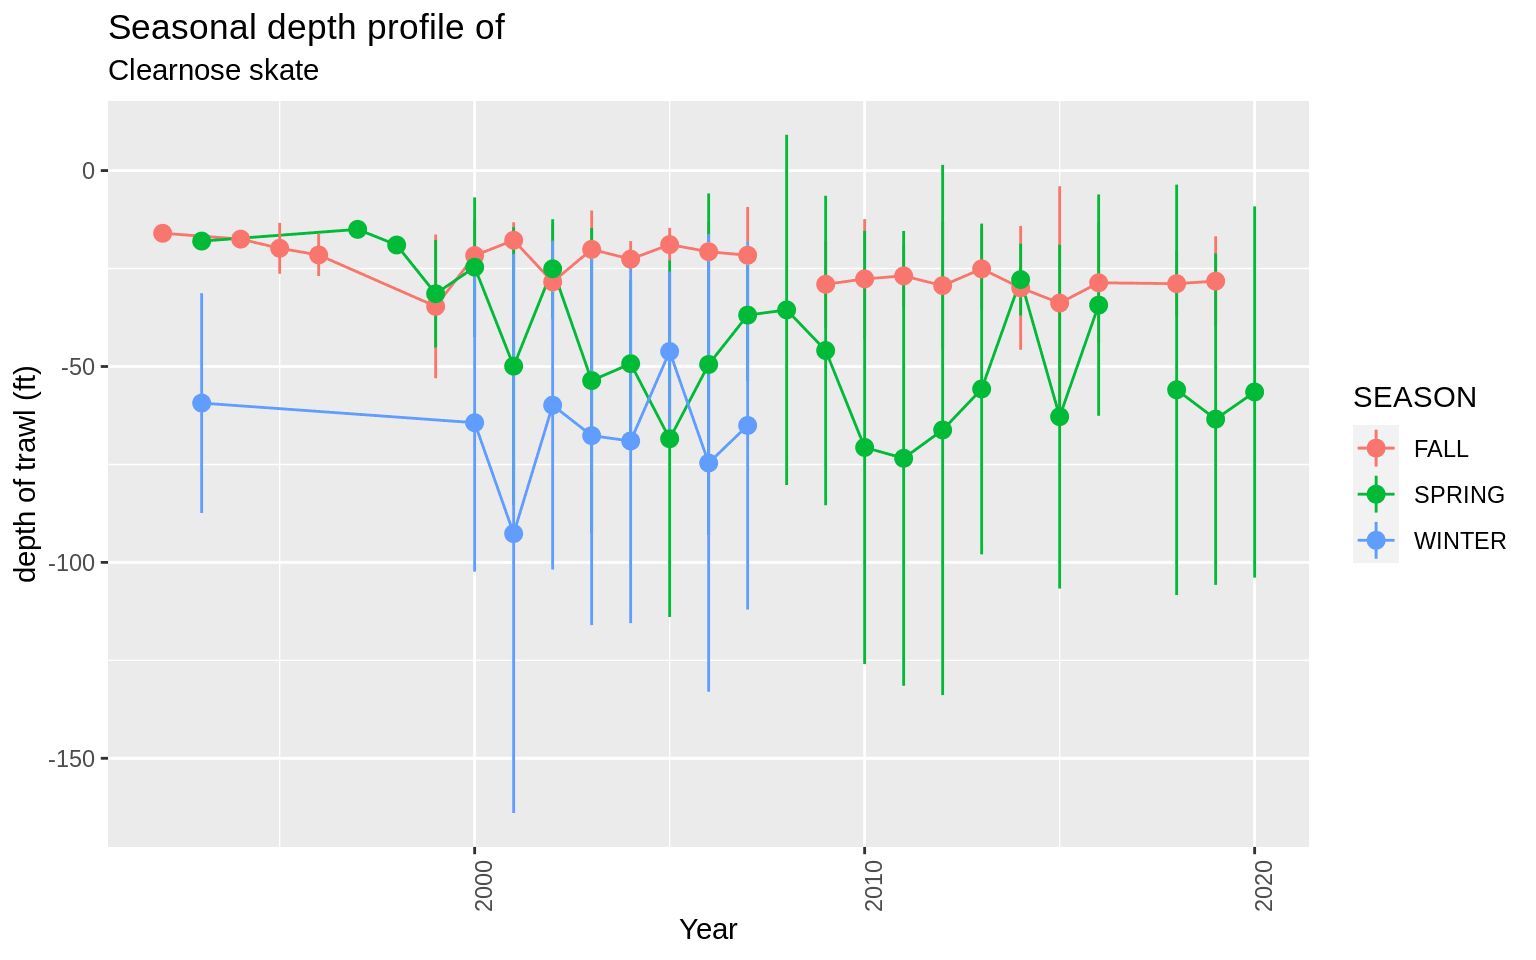 Seasonal depth profile of
Clearnose skate
depth of trawl (ft)
0
-50
-100
-150
2000
2010
2020
Year
SEASON
FALL
SPRING
WINTER